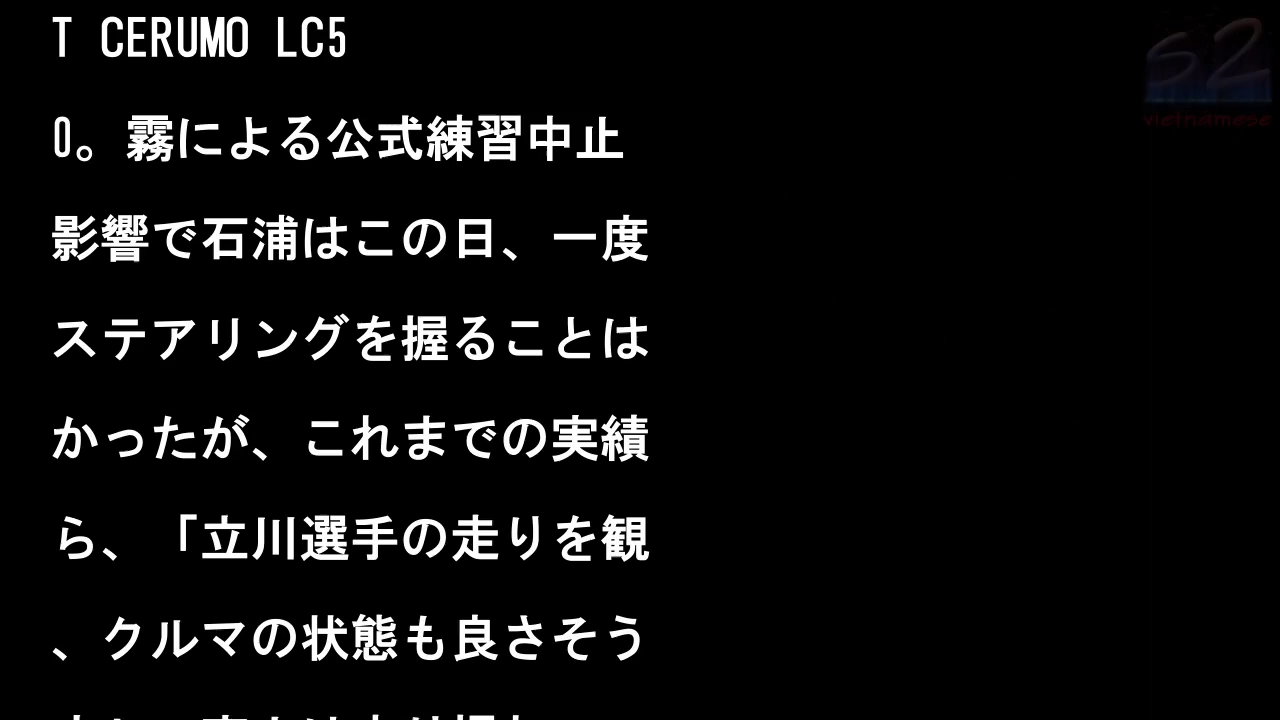 T CERUMO LC5
0。霧による公式練習中止
影響で石浦はこの日、一度
ステアリングを握ることは
かったが、これまでの実績
ら、「立川選手の走りを観
、クルマの状態も良さそう
S2
vietnamese